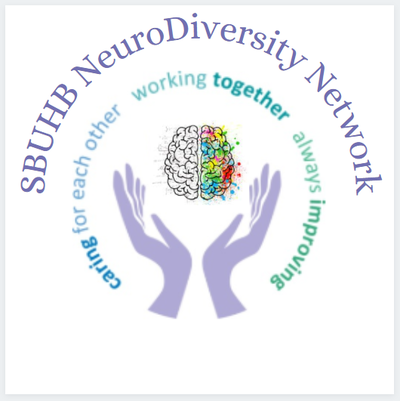 SBUHB NeuroDiversity Network
caring for each other
working together
always improving